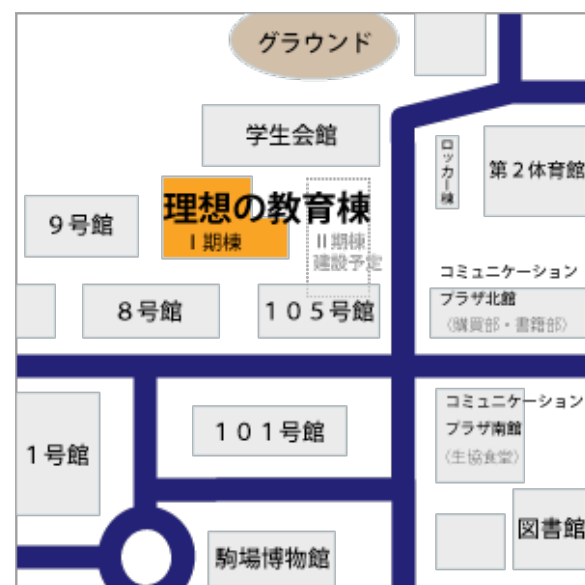 グラウンド
学生会館
ロッカー棟
第２体育館
理想の教育棟
９号館
Ⅰ期棟
Ⅱ期棟
建設予定
コミュニケーション
プラザ北館
（購買部・書籍部）
８号館
１０５号館
コミュニケーション
プラザ南館
（生協食堂）
１０１号館
１号館
図書館
駒場博物館